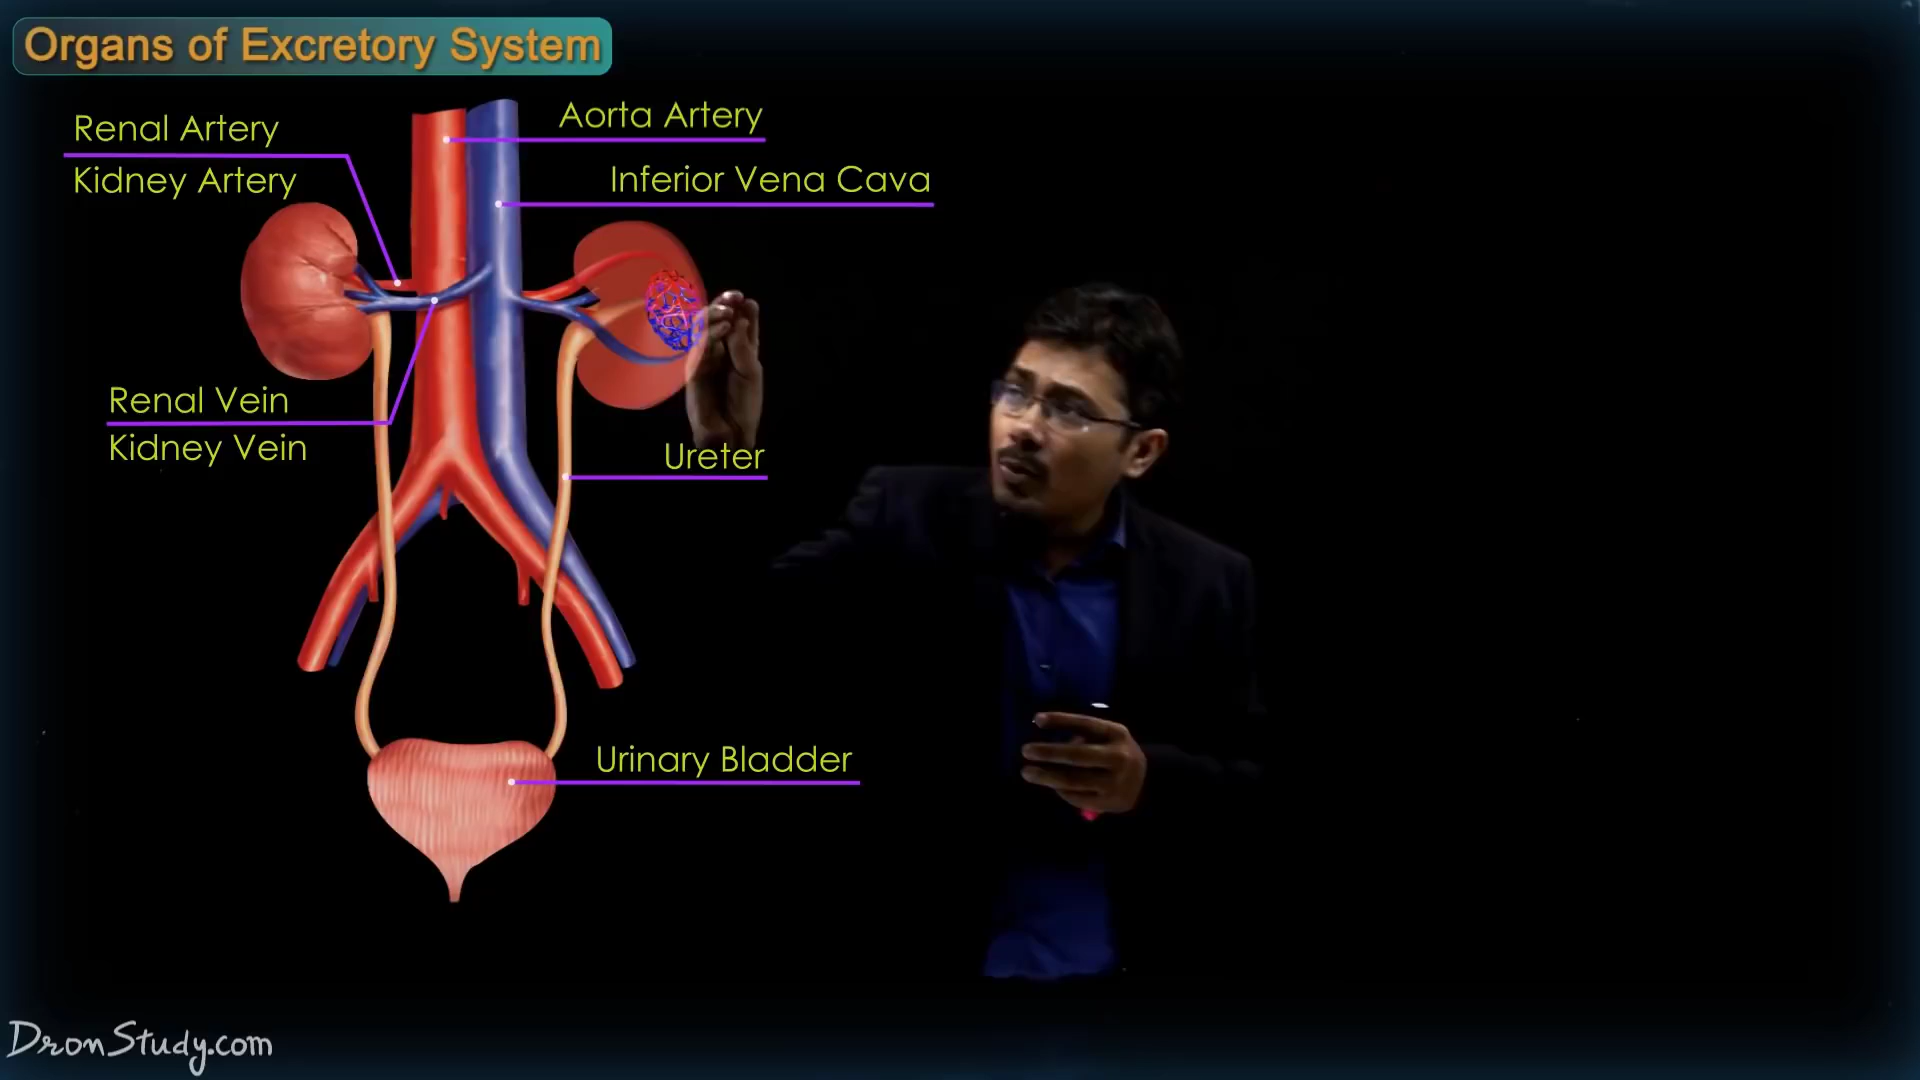 Organs of Excretory System
Renal Artery
Kidney Artery
Aorta Artery
Inferior Vena Cava
Renal Vein
Kidney Vein
Ureter
Urinary Bladder
DronStudy.com